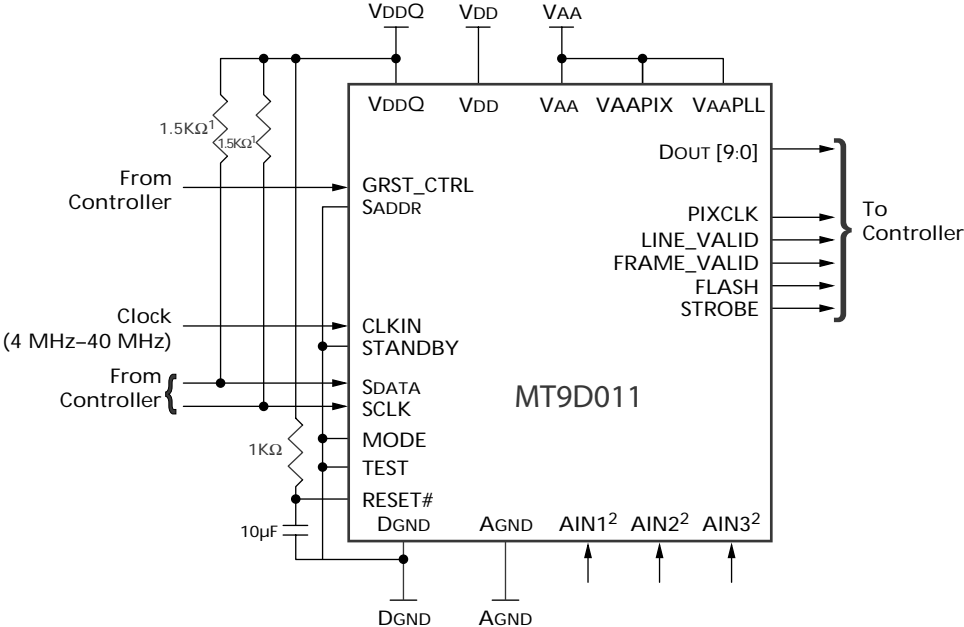 VDDQ VDD VAA
VDDQ VDD VAA VAAPIX VAAPLL
1.5KΩ1
1.5KΩ1
DOUT [9:0]
From
Controller
GRST_CTRL
SADDR
PIXCLK
LINE_VALID
FRAME_VALID
FLASH
STROBE
To
Controller
Clock
(4 MHz–40 MHz)
CLKIN
STANDBY
From
Controller
SDATA
SCLK
MT9D011
MODE
1KΩ
TEST
RESET#
10µF
DGND AGND AIN1² AIN2² AIN3²
DGND AGND